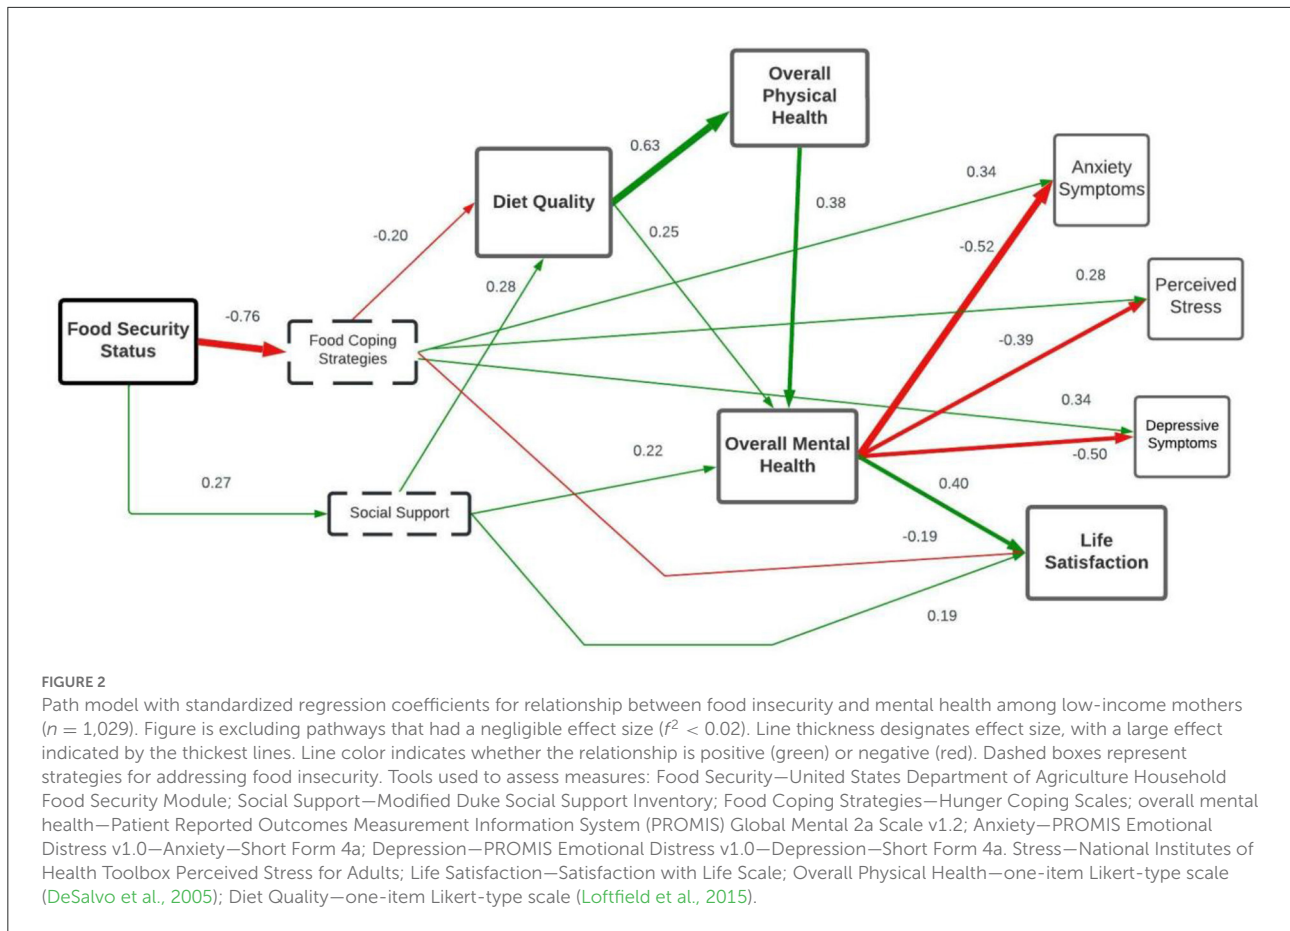 Overall
Physical
Health
0.63
Anxiety
Symptoms
0.34
Diet Quality
0.38
-0.20
0.25
-0.52
0.28
0.28
Perceived
Stress
Food Security
Status
-0.76
Food Coping
Strategies
-0.39
0.34
Depressive
Symptoms
Overall Mental
Health
0.22
-0.50
0.27
0.40
Social Support
-0.19
Life
Satisfaction
0.19
FIGURE 2
Path model with standardized regression coefficients for relationship between food insecurity and mental health among low-income mothers
(n = 1,029). Figure is excluding pathways that had a negligible effect size (f² < 0.02). Line thickness designates effect size, with a large effect
indicated by the thickest lines. Line color indicates whether the relationship is positive (green) or negative (red). Dashed boxes represent
strategies for addressing food insecurity. Tools used to assess measures: Food Security—United States Department of Agriculture Household
Food Security Module; Social Support—Modified Duke Social Support Inventory; Food Coping Strategies—Hunger Coping Scales; overall mental
health—Patient Reported Outcomes Measurement Information System (PROMIS) Global Mental 2a Scale v1.2; Anxiety—PROMIS Emotional
Distress v1.0—Anxiety—Short Form 4a; Depression—PROMIS Emotional Distress v1.0—Depression—Short Form 4a. Stress—National Institutes of
Health Toolbox Perceived Stress for Adults; Life Satisfaction—Satisfaction with Life Scale; Overall Physical Health—one-item Likert-type scale
(DeSalvo et al., 2005); Diet Quality—one-item Likert-type scale (Loftfield et al., 2015).